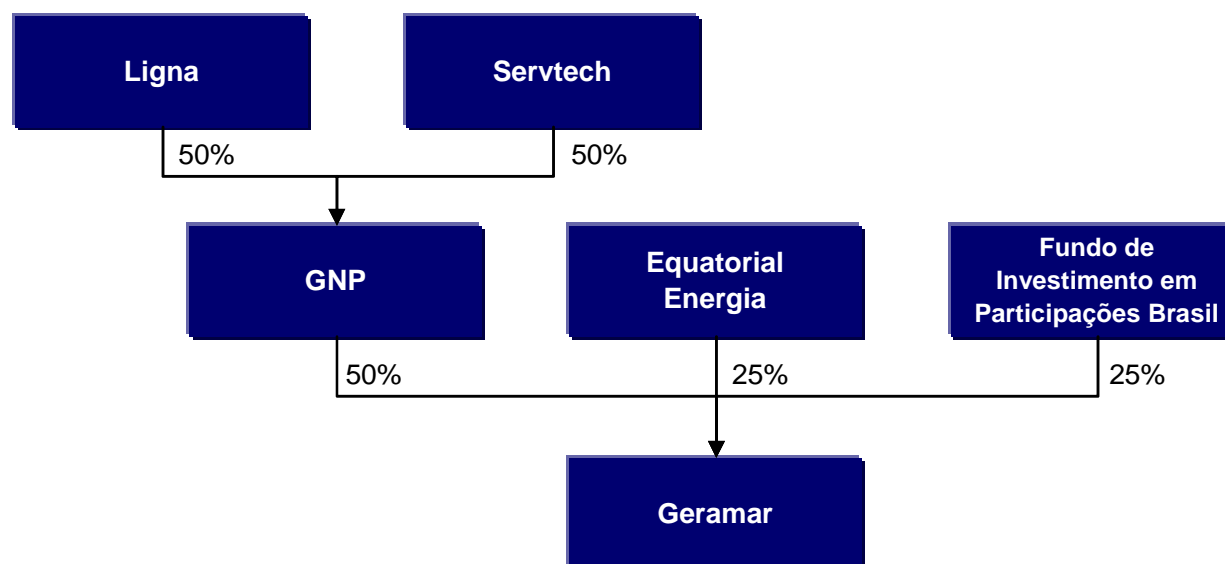 Ligna
Servtech
50%
50%
GNP
Equatorial
Energia
Fundo de
Investimento em
Participações Brasil
50%
25%
25%
Geramar